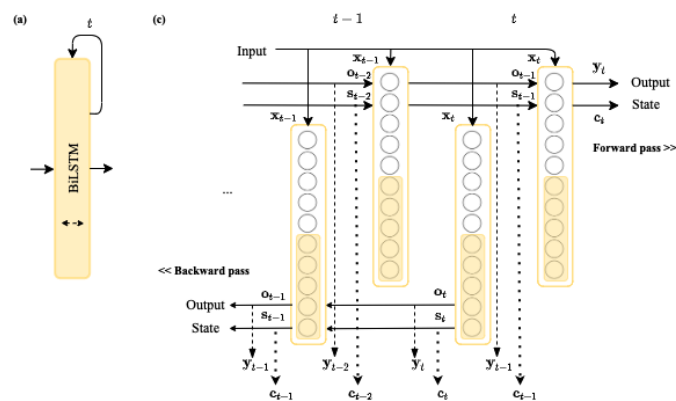 (a)
t
BiLSTM
(c)
t − 1
t
Input
x_{t−1}
x_t
o_{t−2}
o_{t−1}
y_t
Output
s_{t−2}
s_{t−1}
State
x_{t−1}
x_t
c_t
Forward pass >>
...
<< Backward pass
Output
o_{t−1}
o_t
State
s_{t−1}
s_t
y_{t−1}
y_{t−2}
y_t
y_{t−1}
c_{t−1}
c_{t−2}
c_t
c_{t−1}